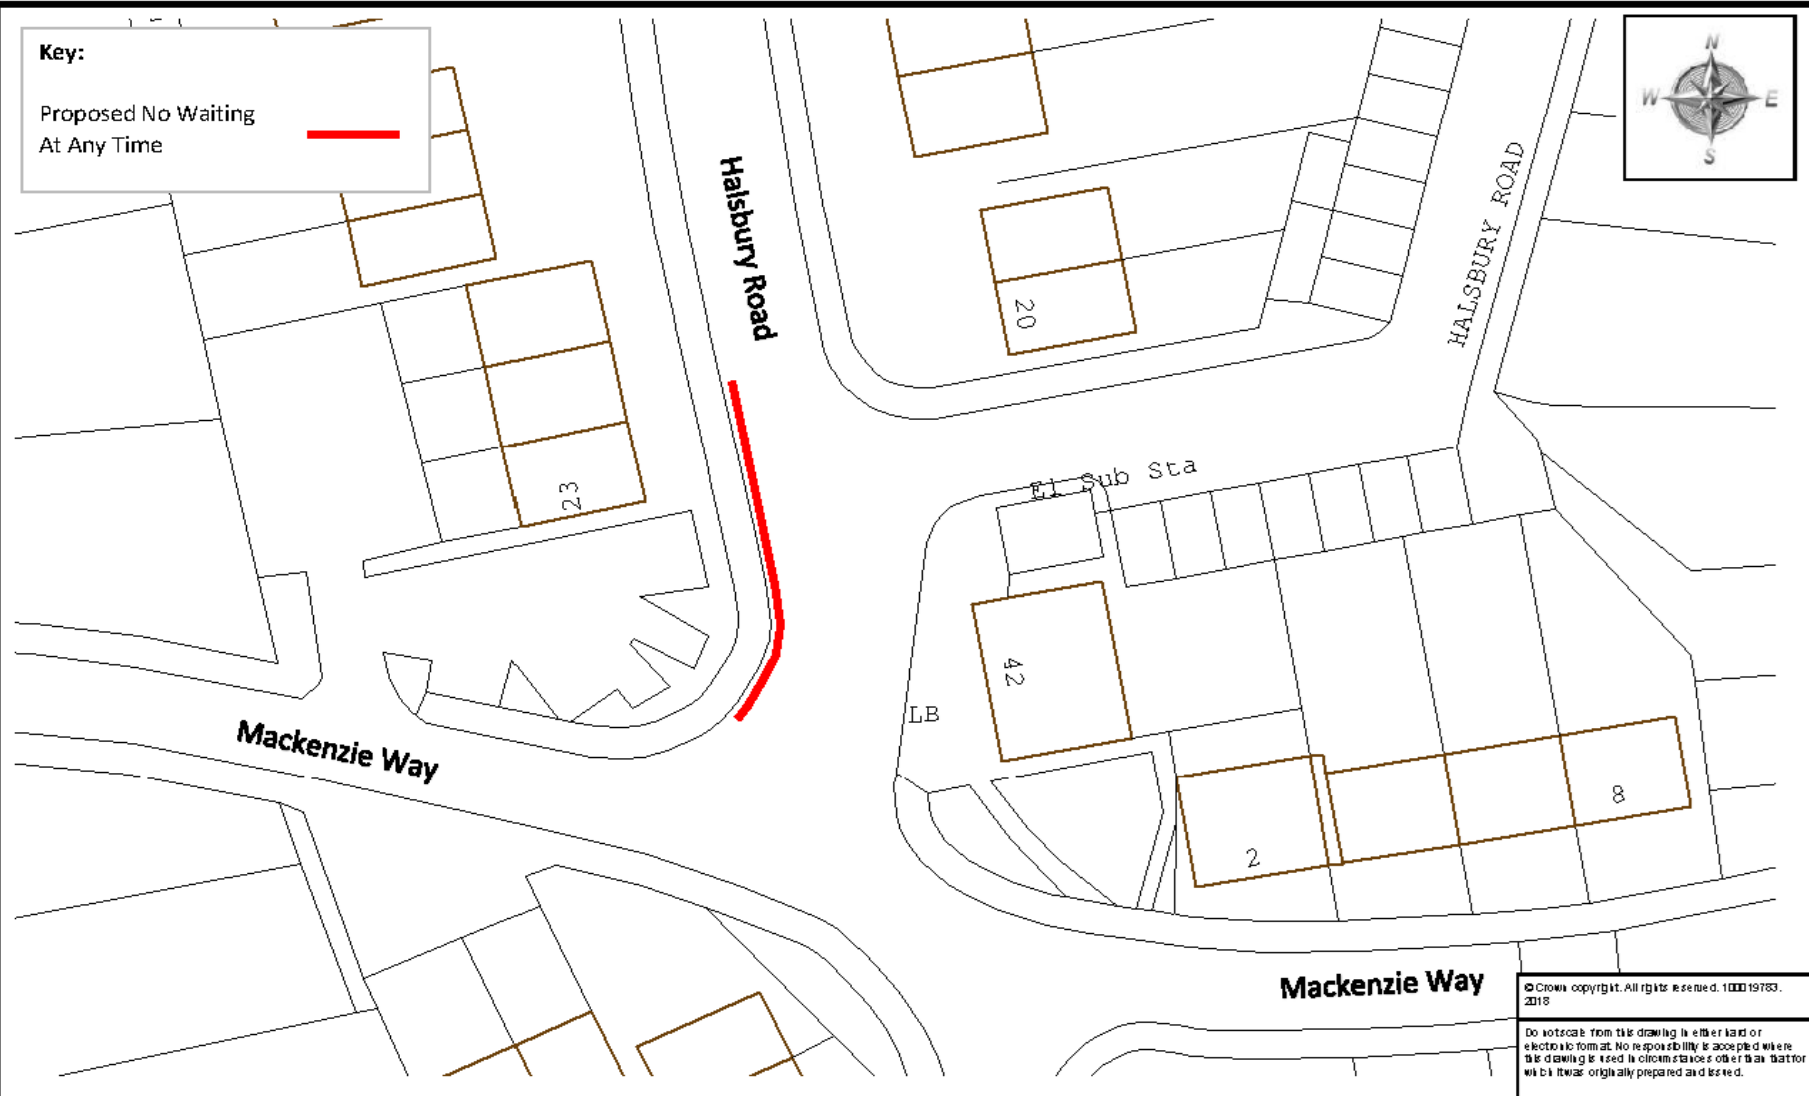 Key:
Proposed No Waiting
At Any Time
N
W
E
S
Halsbury Road
HALSBURY ROAD
20
23
El Sub Sta
42
LB
Mackenzie Way
2
8
Mackenzie Way
© Crown copyright. All rights reserved. 100019783.
2018
Do not scale from this drawing in either hard or
electronic format. No responsibility is accepted where
this drawing is used in circumstances other than that for
which it was originally prepared and issued.